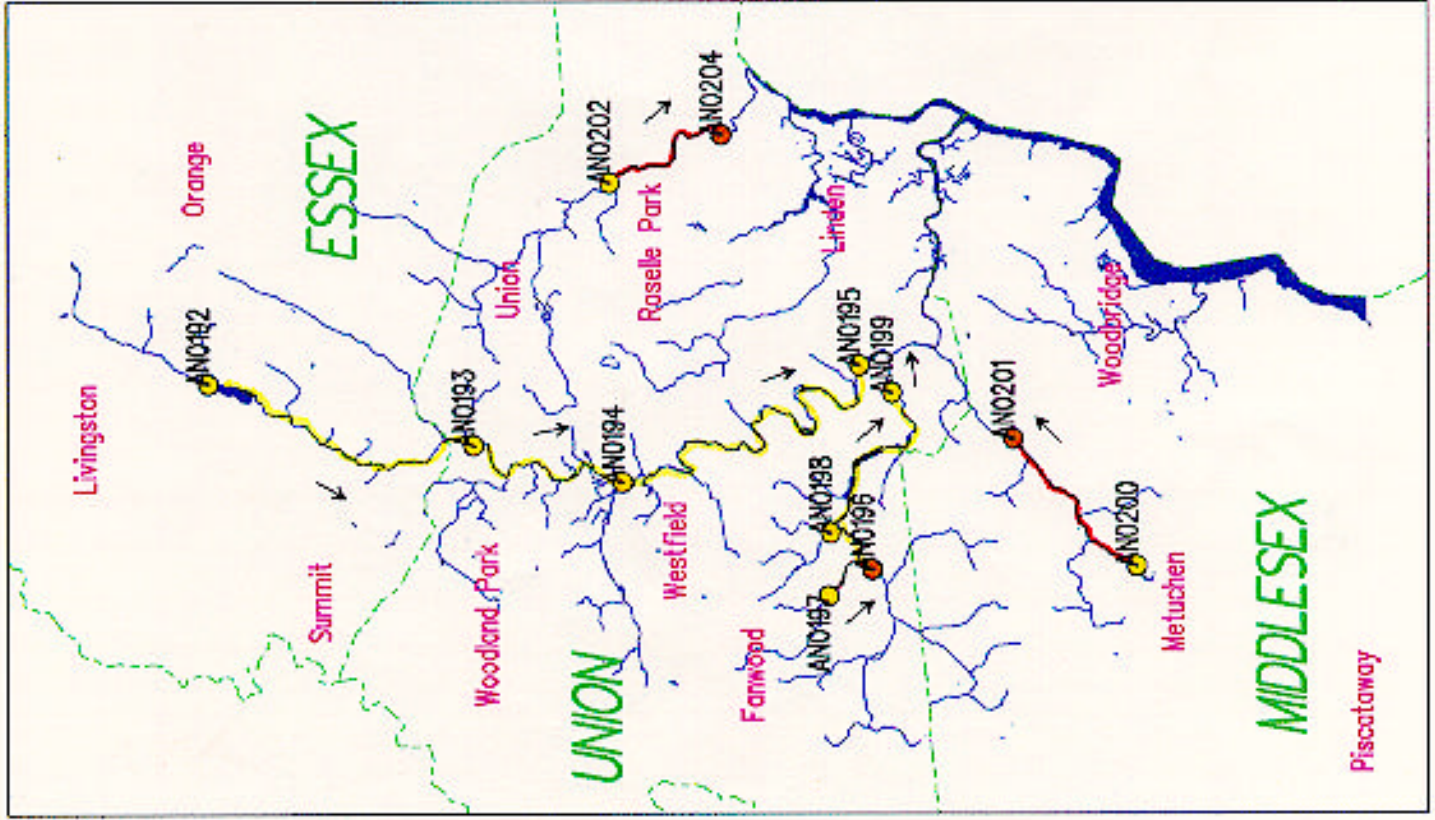 Livingston
Orange
AN0192
Summit
ESSEX
AN0193
Woodland Park
Union
UNION
AN0202
AN0194
Raselle Park
Westfield
AN0204
Fanwood
AN0197
AN0198
Linden
AN0195
AN0196
AN0199
AN0201
Woodbridge
AN0200
Metuchen
MIDDLESEX
Piscataway